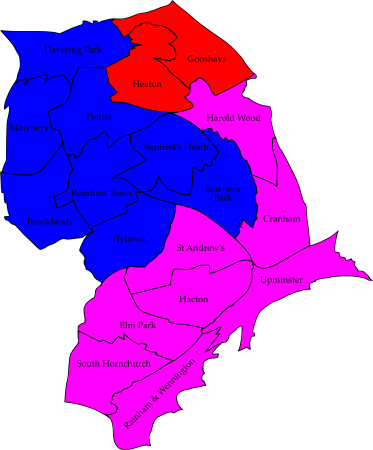 Havering Park
Gooshays
Heaton
Pettits
Harold Wood
Mawneys
Squirrel's Heath
Romford Town
Emerson
Park
Brooklands
Cranham
Hylands
St Andrew's
Upminster
Hacton
Elm Park
South Hornchurch
Rainham & Wennington